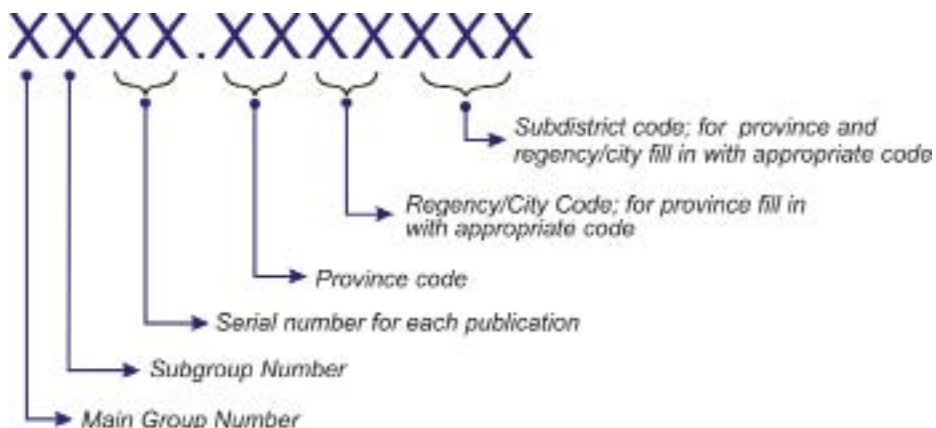 XXXX.XXXXXXX
Subdistrict code; for province and
regency/city fill in with appropriate code
Regency/City Code; for province fill in
with appropriate code
Province code
Serial number for each publication
Subgroup Number
Main Group Number